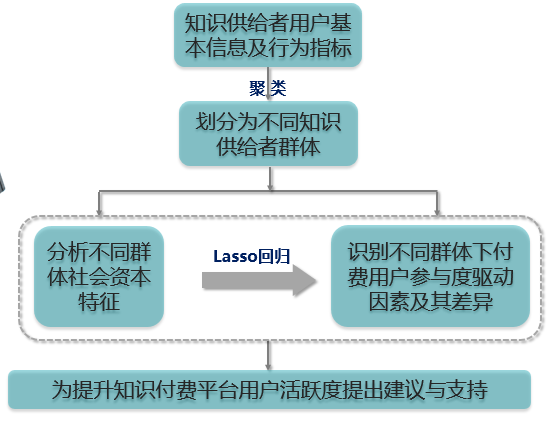 知识供给者用户基
本信息及行为指标
聚 类
划分为不同知识
供给者群体
分析不同群
体社会资本
特征
Lasso回归
识别不同群体下付
费用户参与度驱动
因素及其差异
为提升知识付费平台用户活跃度提出建议与支持